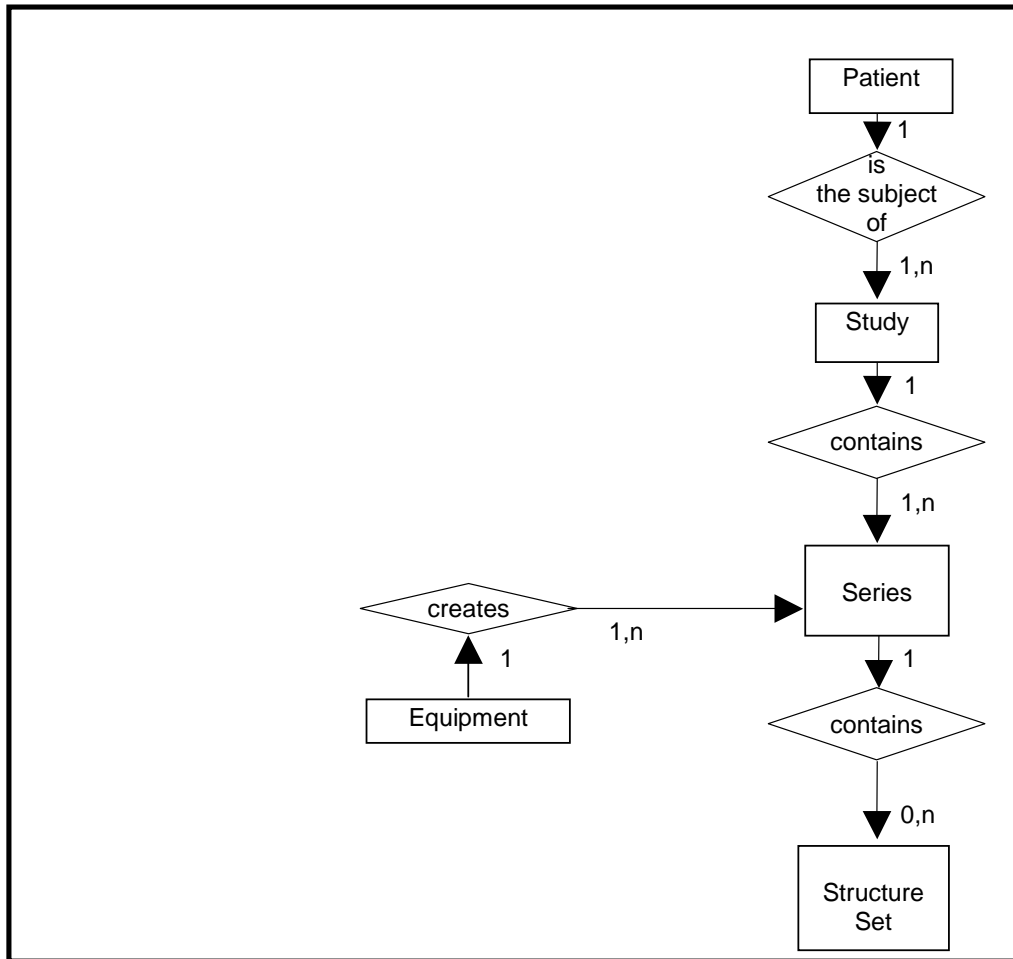 Patient
1
is
the subject
of
1,n
Study
1
contains
1,n
Series
creates
1,n
1
1
Equipment
contains
0,n
Structure
Set